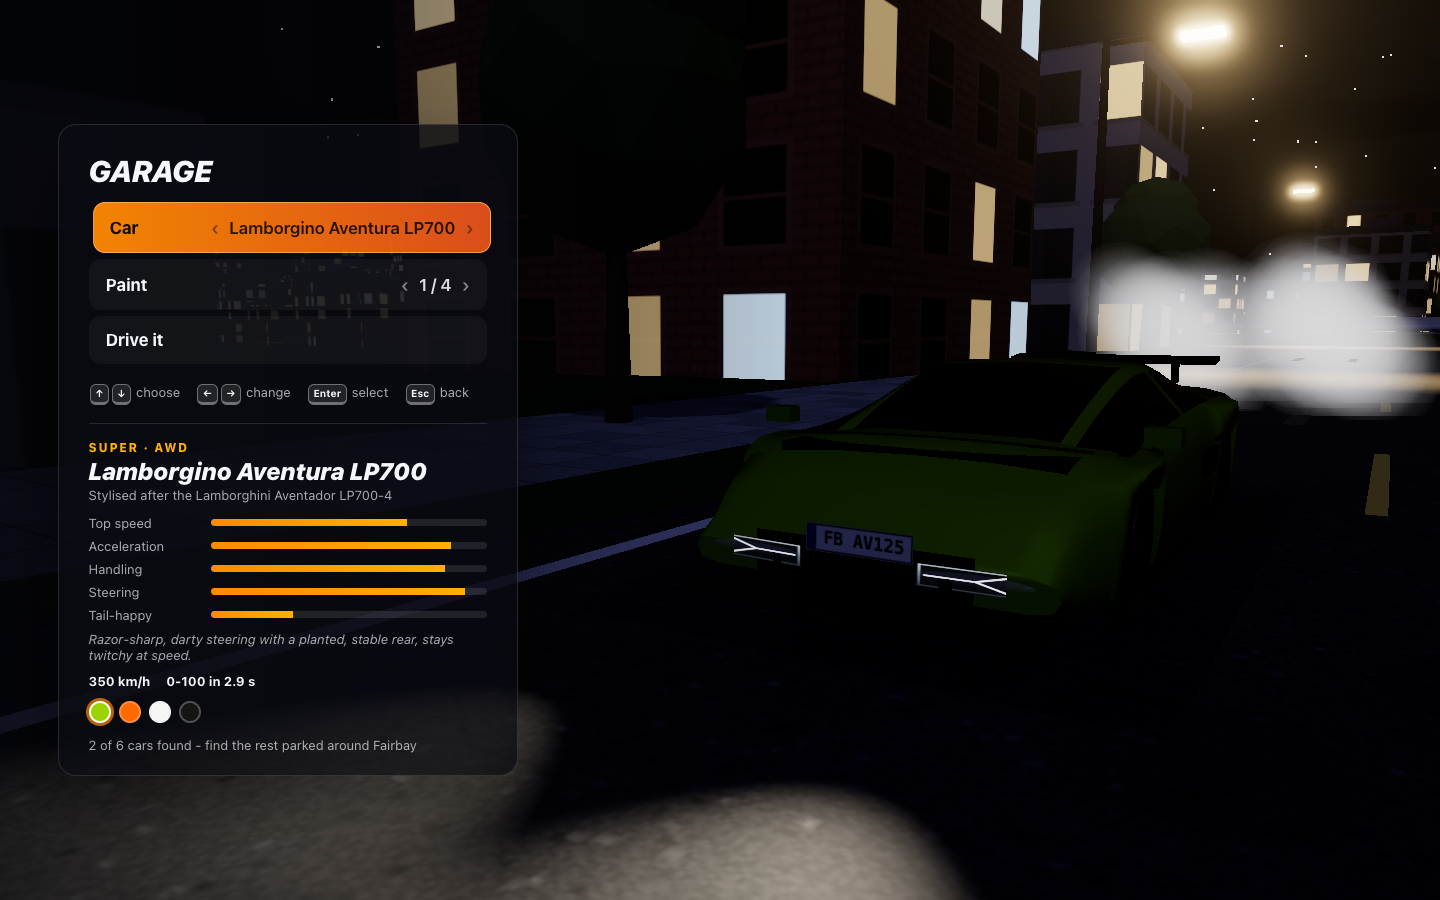 GARAGE
Car ‹ Lamborgino Aventura LP700 ›
Paint ‹ 1 / 4 ›
Drive it
↑ ↓ choose ← → change Enter select Esc back
SUPER · AWD
Lamborgino Aventura LP700
Stylised after the Lamborghini Aventador LP700-4
Top speed
Acceleration
Handling
Steering
Tail-happy
Razor-sharp, darty steering with a planted, stable rear, stays
twitchy at speed.
350 km/h 0-100 in 2.9 s
2 of 6 cars found - find the rest parked around Fairbay
FB AV125